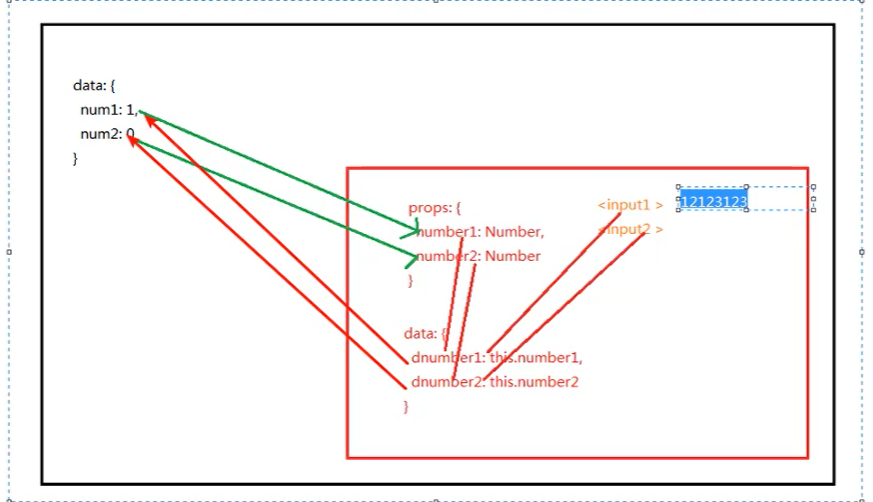 data: {
num1: 1,
num2: 0
}
props: {
number1: Number,
number2: Number
}
<input1 >
<input2 >
12123123
data: {
dnumber1: this.number1,
dnumber2: this.number2
}